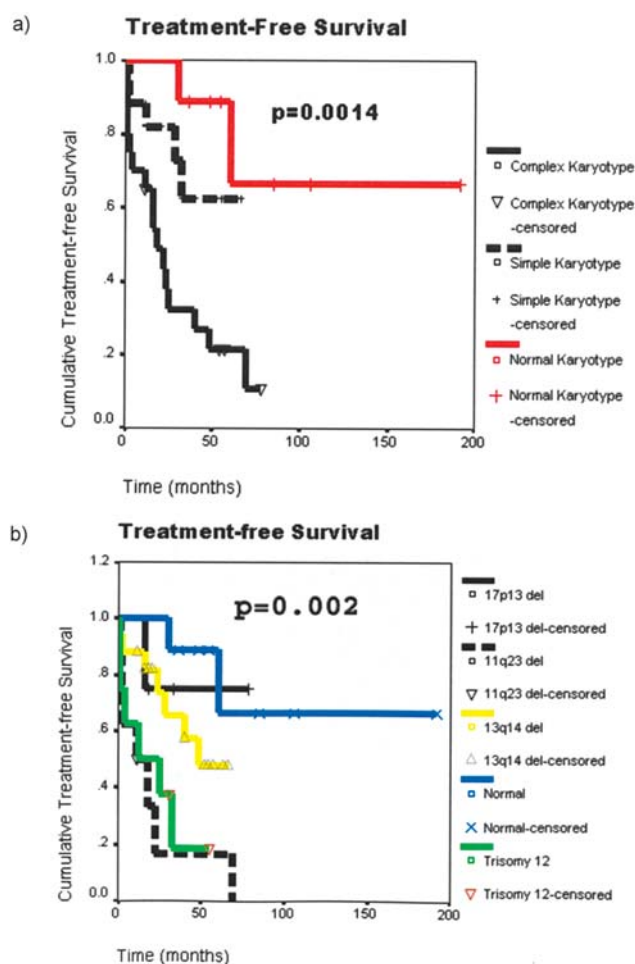 a)
Treatment-Free Survival
Cumulative Treatment-free Survival
1.0
.8
.6
.4
.2
0.0
p=0.0014
0
50
100
150
200
Time (months)
Complex Karyotype
Complex Karyotype
-censored
Simple Karyotype
Simple Karyotype
-censored
Normal Karyotype
Normal Karyotype
-censored
b)
Treatment-free Survival
Cumulative Treatment-free Survival
1.2
1.0
.8
.6
.4
.2
0.0
p=0.002
0
50
100
150
200
Time (months)
17p13 del
17p13 del-censored
11q23 del
11q23 del-censored
13q14 del
13q14 del-censored
Normal
Normal-censored
Trisomy 12
Trisomy 12-censored